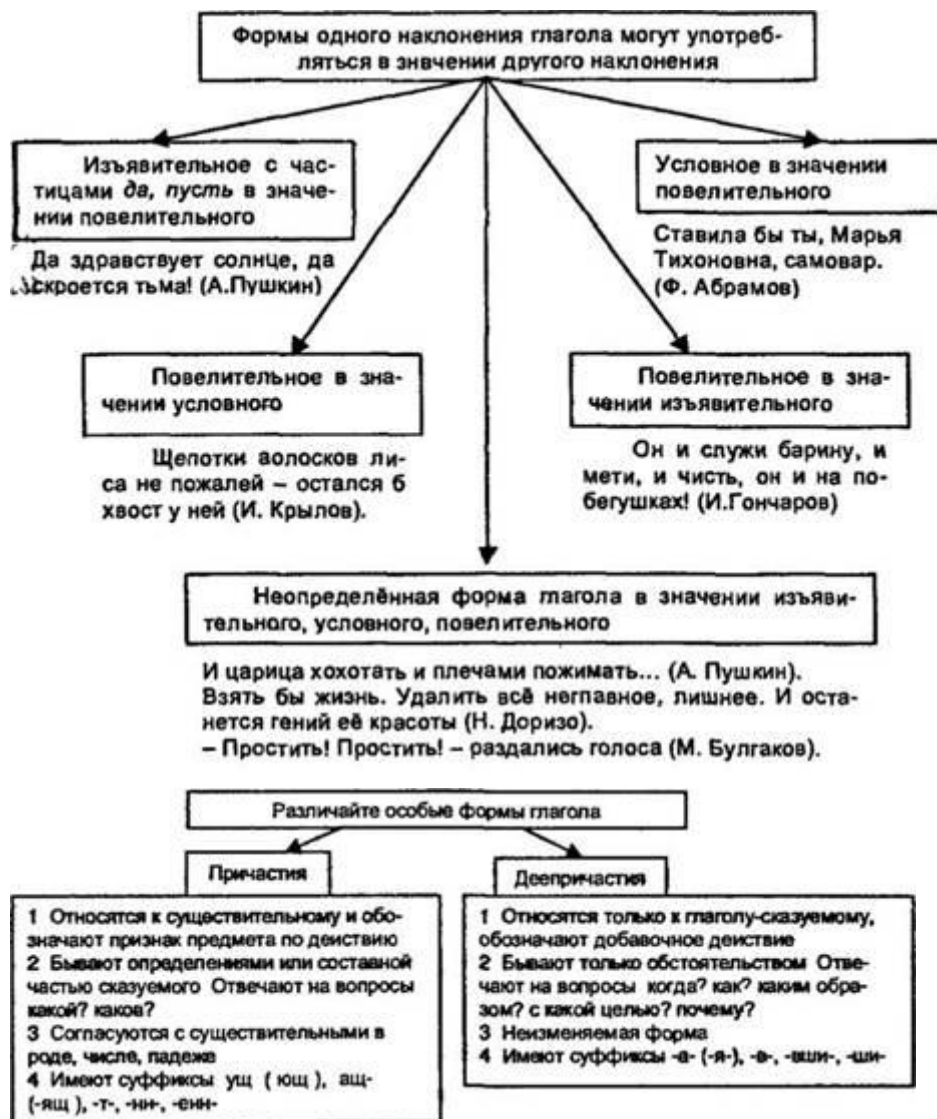 Формы одного наклонения глагола могут употреб-
ляться в знвчении другого наклонения
Изъявительное с час-
тицами да, пусть в значе-
нии повелительного
Да здравствует солнце, да
скроется тьма! (А.Пушкин)
Условное в значении
повелительного
Ставила бы ты, Марья
Тихоновна, самовар.
(Ф. Абрамов)
Повелительное в зна-
чении условного
Щепотки аолосков ли-
са не пожалей – остался б
хвост у ней (И. Крылов).
Повелительное в зна-
чении изъявительного
Он и служи барину, и
мети, и чисть, он и на по-
бегушках! (И.Гончаров)
Неопределённая форма глагола в значении изъяви-
тельного, условного, повелительного
И царица хохотать и плечами пожимать... (А. Пушкин).
Взять бы жизнь. Удалить всё негпавное, лишнее. И оста-
нется гений её красоты (Н. Доризо).
– Простить! Простить! – раздались голоса (М. Булгаков).
Различайте особые формы глагола
Причастия
1 Относятся к существительному и обо-
значают признак предмета по действию
2 Бывают определениями или составной
частью сказуемого Отвечают на вопросы
какой? каков?
3 Согласуются с существительными в
роде, числе, падеже
4 Имеют суффиксы ущ ( ющ ), ащ-
(-ящ ), -т-, -нн-, -енн-
Деепричастия
1 Относятся только к глаголу-сказуемому,
обозначают добавочное действие
2 Бывают только обстоятельством Отве-
чают на вопросы когда? как? каким обра-
зом? с какой целью? почему?
3 Неизменяемая форма
4 Имеют суффиксы -а- (-я-), -в-, -вши-, -ши-